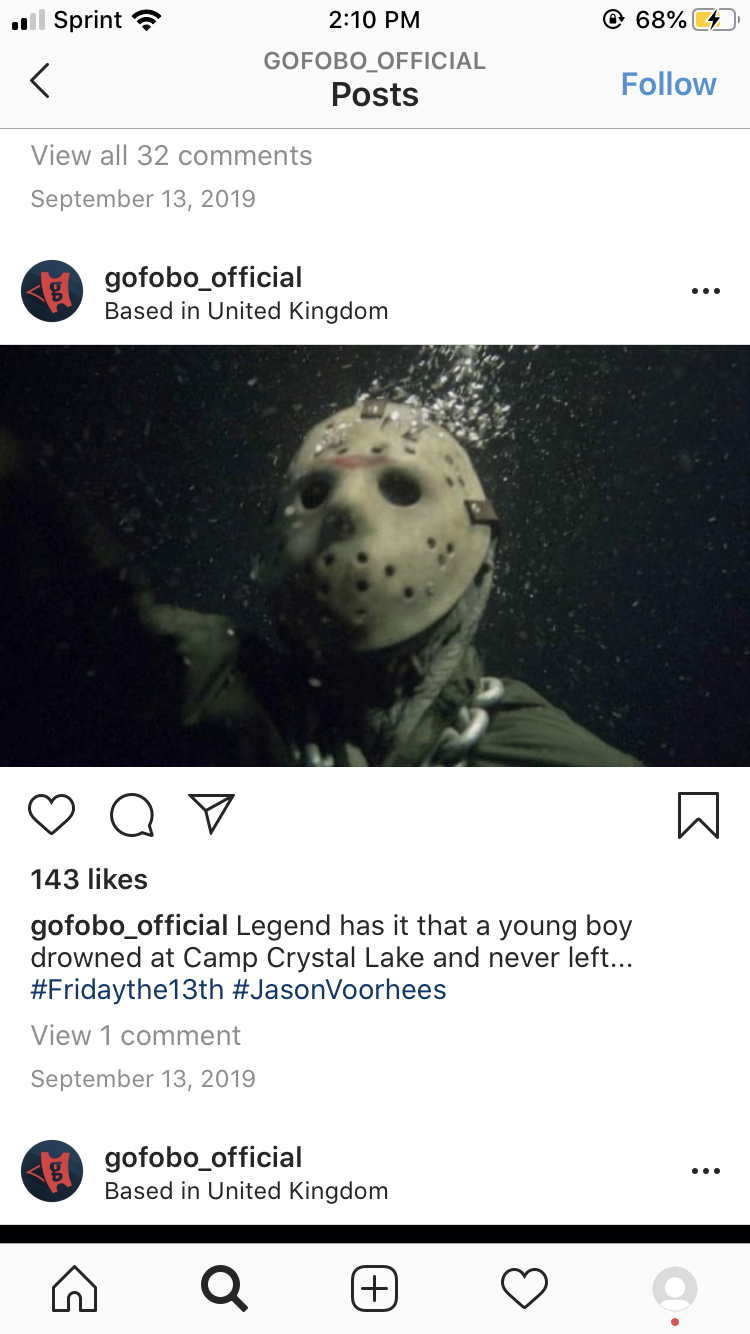 Sprint 2:10 PM 68%
GOFOBO_OFFICIAL
Posts
Follow
View all 32 comments
September 13, 2019
g
gofobo_official
Based in United Kingdom
143 likes
gofobo_official Legend has it that a young boy
drowned at Camp Crystal Lake and never left...
#Fridaythe13th #JasonVoorhees
View 1 comment
September 13, 2019
g
gofobo_official
Based in United Kingdom